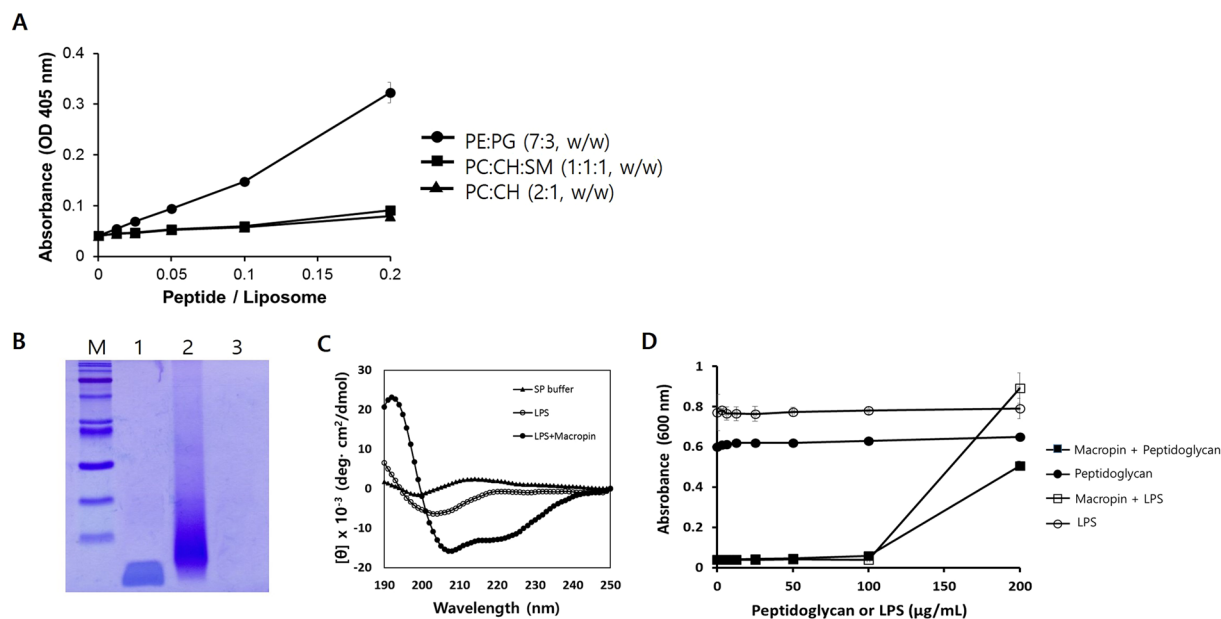 A
0.4
0.3
0.2
0.1
0
Absorbance (OD 405 nm)
0 0.05 0.1 0.15 0.2
Peptide / Liposome
PE:PG (7:3, w/w)
PC:CH:SM (1:1:1, w/w)
PC:CH (2:1, w/w)
B
M 1 2 3
C
30
20
10
0
-10
-20
[θ] x 10⁻³ (deg· cm²/dmol)
SP buffer
LPS
LPS+Macropin
190 200 210 220 230 240 250
Wavelength (nm)
D
1
0.8
0.6
0.4
0.2
0
Absrobance (600 nm)
0 50 100 200
Peptidoglycan or LPS (µg/mL)
Macropin + Peptidoglycan
Peptidoglycan
Macropin + LPS
LPS